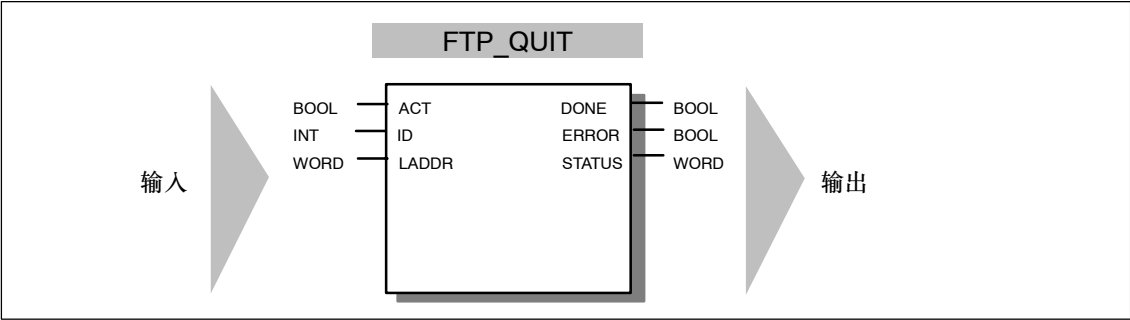 FTP_QUIT
BOOL ACT DONE BOOL
INT ID ERROR BOOL
WORD LADDR STATUS WORD
输入 输出